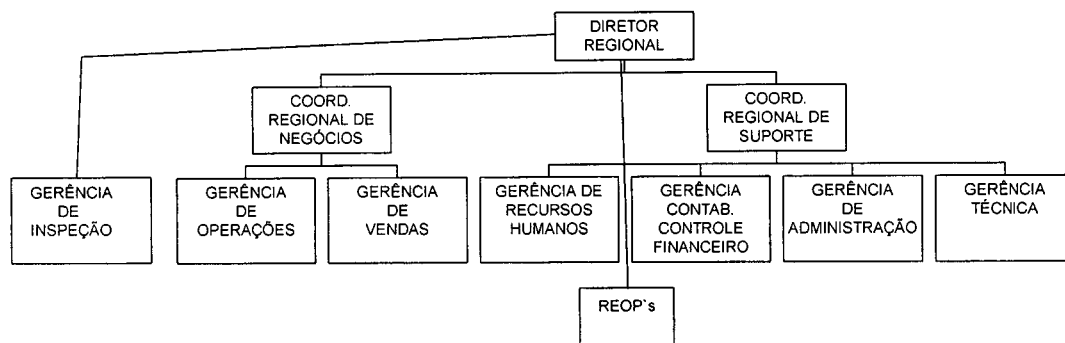 DIRETOR
REGIONAL
COORD.
REGIONAL DE
NEGÓCIOS
COORD.
REGIONAL DE
SUPORTE
GERÊNCIA
DE
INSPEÇÃO
GERÊNCIA
DE
OPERAÇÕES
GERÊNCIA
DE
VENDAS
GERÊNCIA DE
RECURSOS
HUMANOS
GERÊNCIA
CONTAB.
CONTROLE
FINANCEIRO
GERÊNCIA
DE
ADMINISTRAÇÃO
GERÊNCIA
TÉCNICA
REOP`s